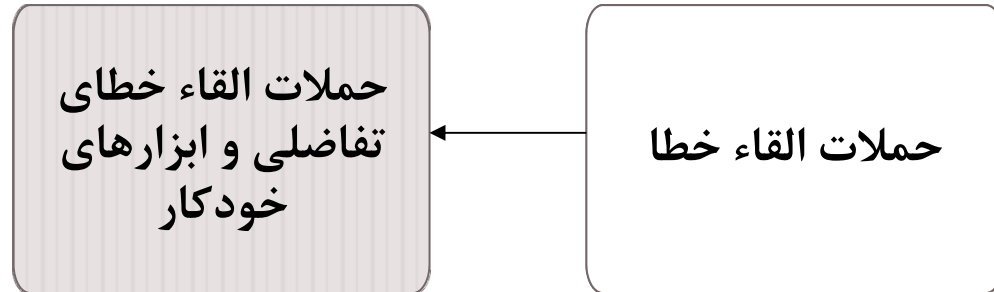 حملات القاء خطا
حملات القاء خطای
تفاضلی و ابزارهای
خودکار